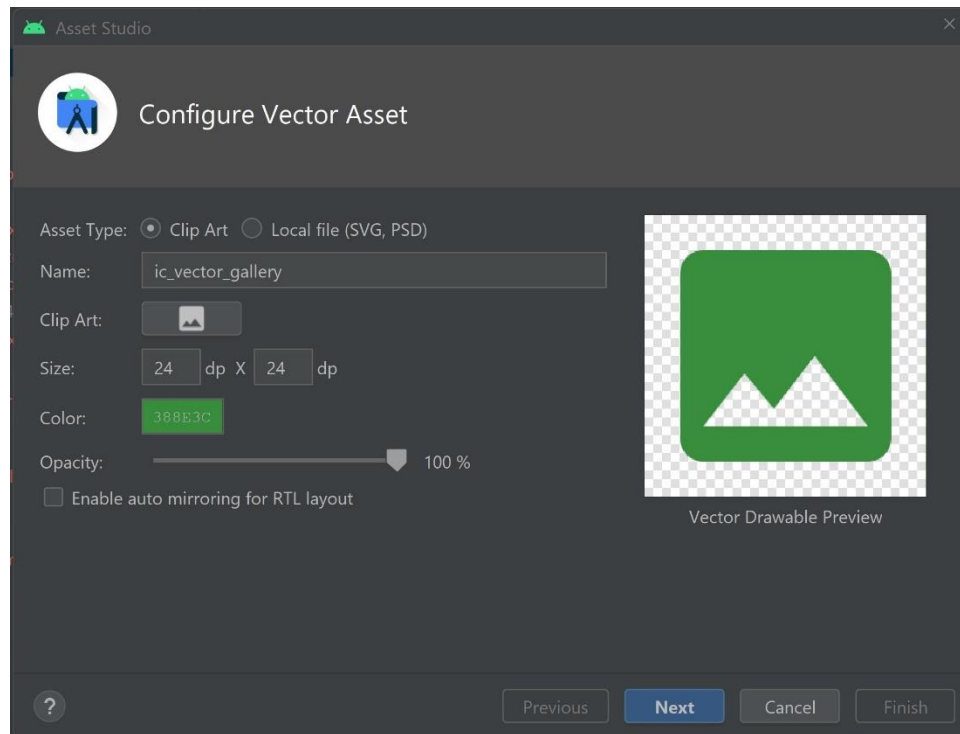 Asset Studio
Configure Vector Asset
Asset Type: Clip Art Local file (SVG, PSD)
Name: ic_vector_gallery
Clip Art:
Size: 24 dp X 24 dp
Color: 388E3C
Opacity: 100 %
Enable auto mirroring for RTL layout
Vector Drawable Preview
? Previous Next Cancel Finish